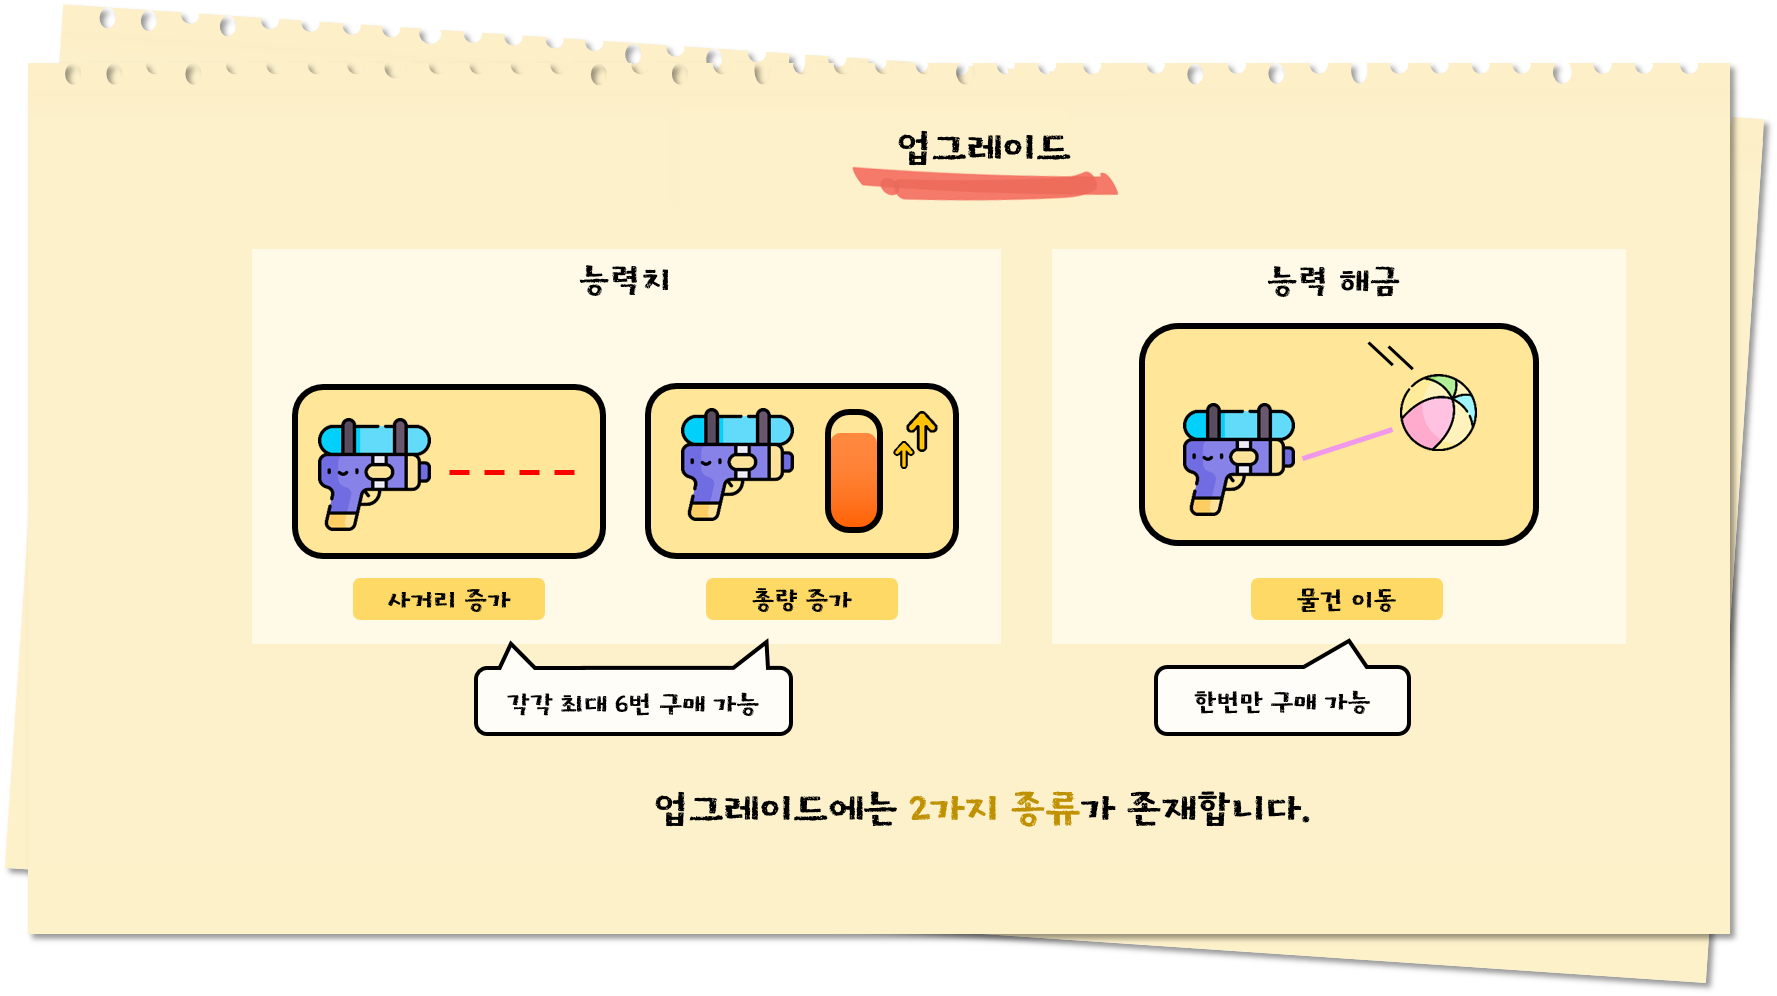 업그레이드
능력치
능력 해금
사거리 증가
총량 증가
물건 이동
각각 최대 6번 구매 가능
한번만 구매 가능
업그레이드에는 2가지 종류가 존재합니다.